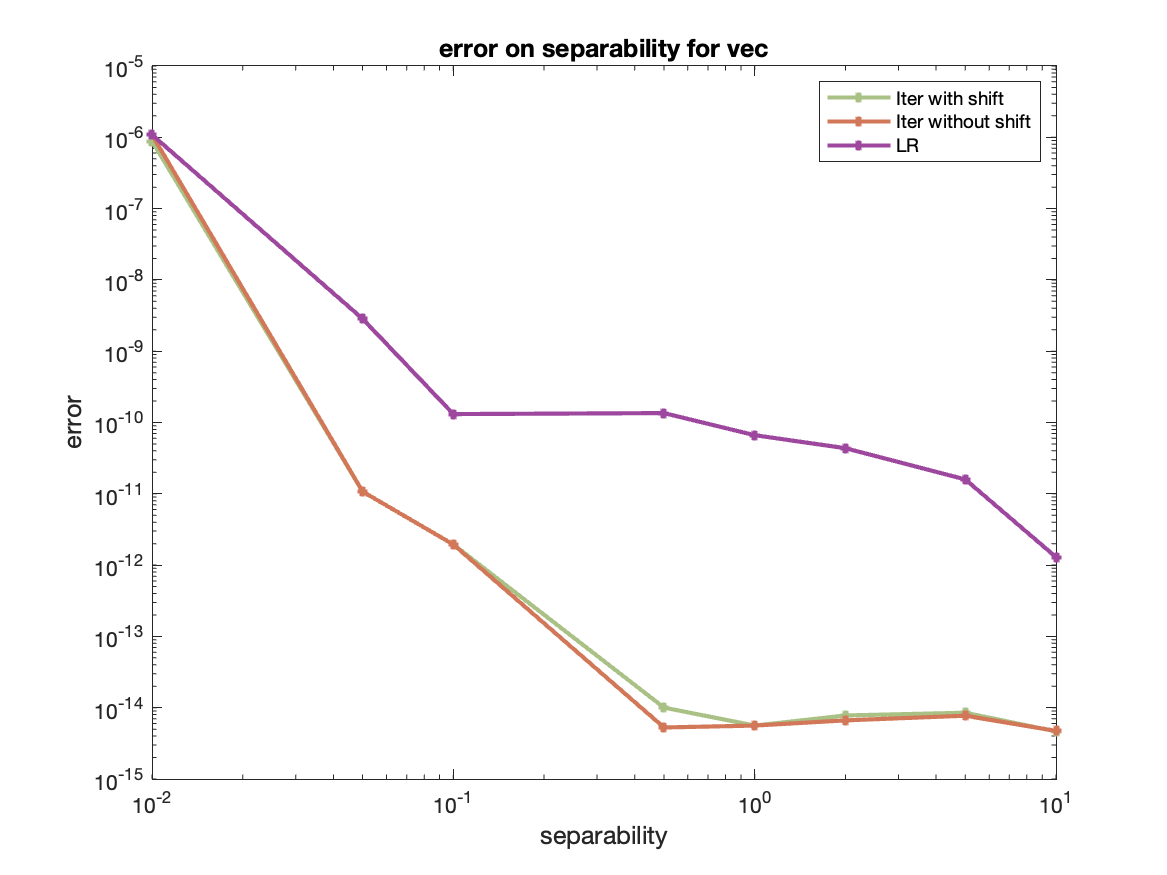 error on separability for vec
10^-5
10^-6
10^-7
10^-8
10^-9
10^-10
10^-11
10^-12
10^-13
10^-14
10^-15
error
Iter with shift
Iter without shift
LR
10^-2
10^-1
10^0
10^1
separability